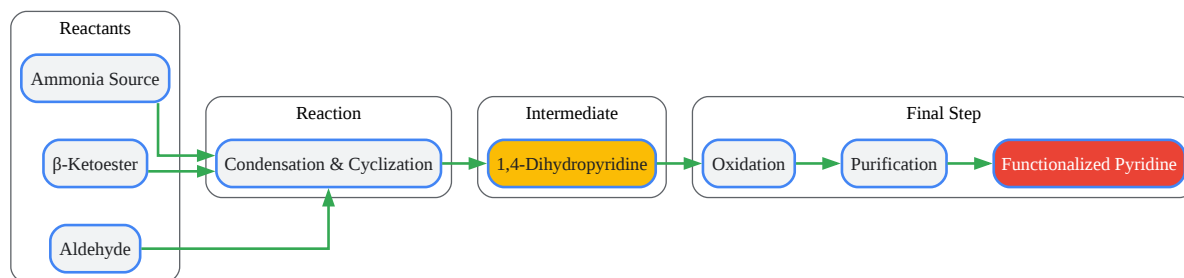 Reactants
Ammonia Source
β-Ketoester
Aldehyde
Reaction
Condensation & Cyclization
Intermediate
1,4-Dihydropyridine
Final Step
Oxidation
Purification
Functionalized Pyridine